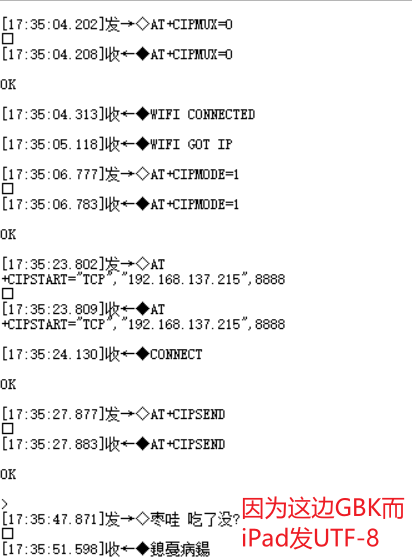 [17:35:04.202]发→◇AT+CIPMUX=0
□
[17:35:04.208]收←◆AT+CIPMUX=0
OK
[17:35:04.313]收←◆WIFI CONNECTED
[17:35:05.118]收←◆WIFI GOT IP
[17:35:06.777]发→◇AT+CIPMODE=1
□
[17:35:06.783]收←◆AT+CIPMODE=1
OK
[17:35:23.802]发→◇AT
+CIPSTART="TCP","192.168.137.215",8888
□
[17:35:23.809]收←◆AT
+CIPSTART="TCP","192.168.137.215",8888
[17:35:24.130]收←◆CONNECT
OK
[17:35:27.877]发→◇AT+CIPSEND
□
[17:35:27.883]收←◆AT+CIPSEND
OK
>
[17:35:47.871]发→◇枣哇 吃了没?
□
[17:35:51.598]收←◆鎴戞病鍚
因为这边GBK而
iPad发UTF-8